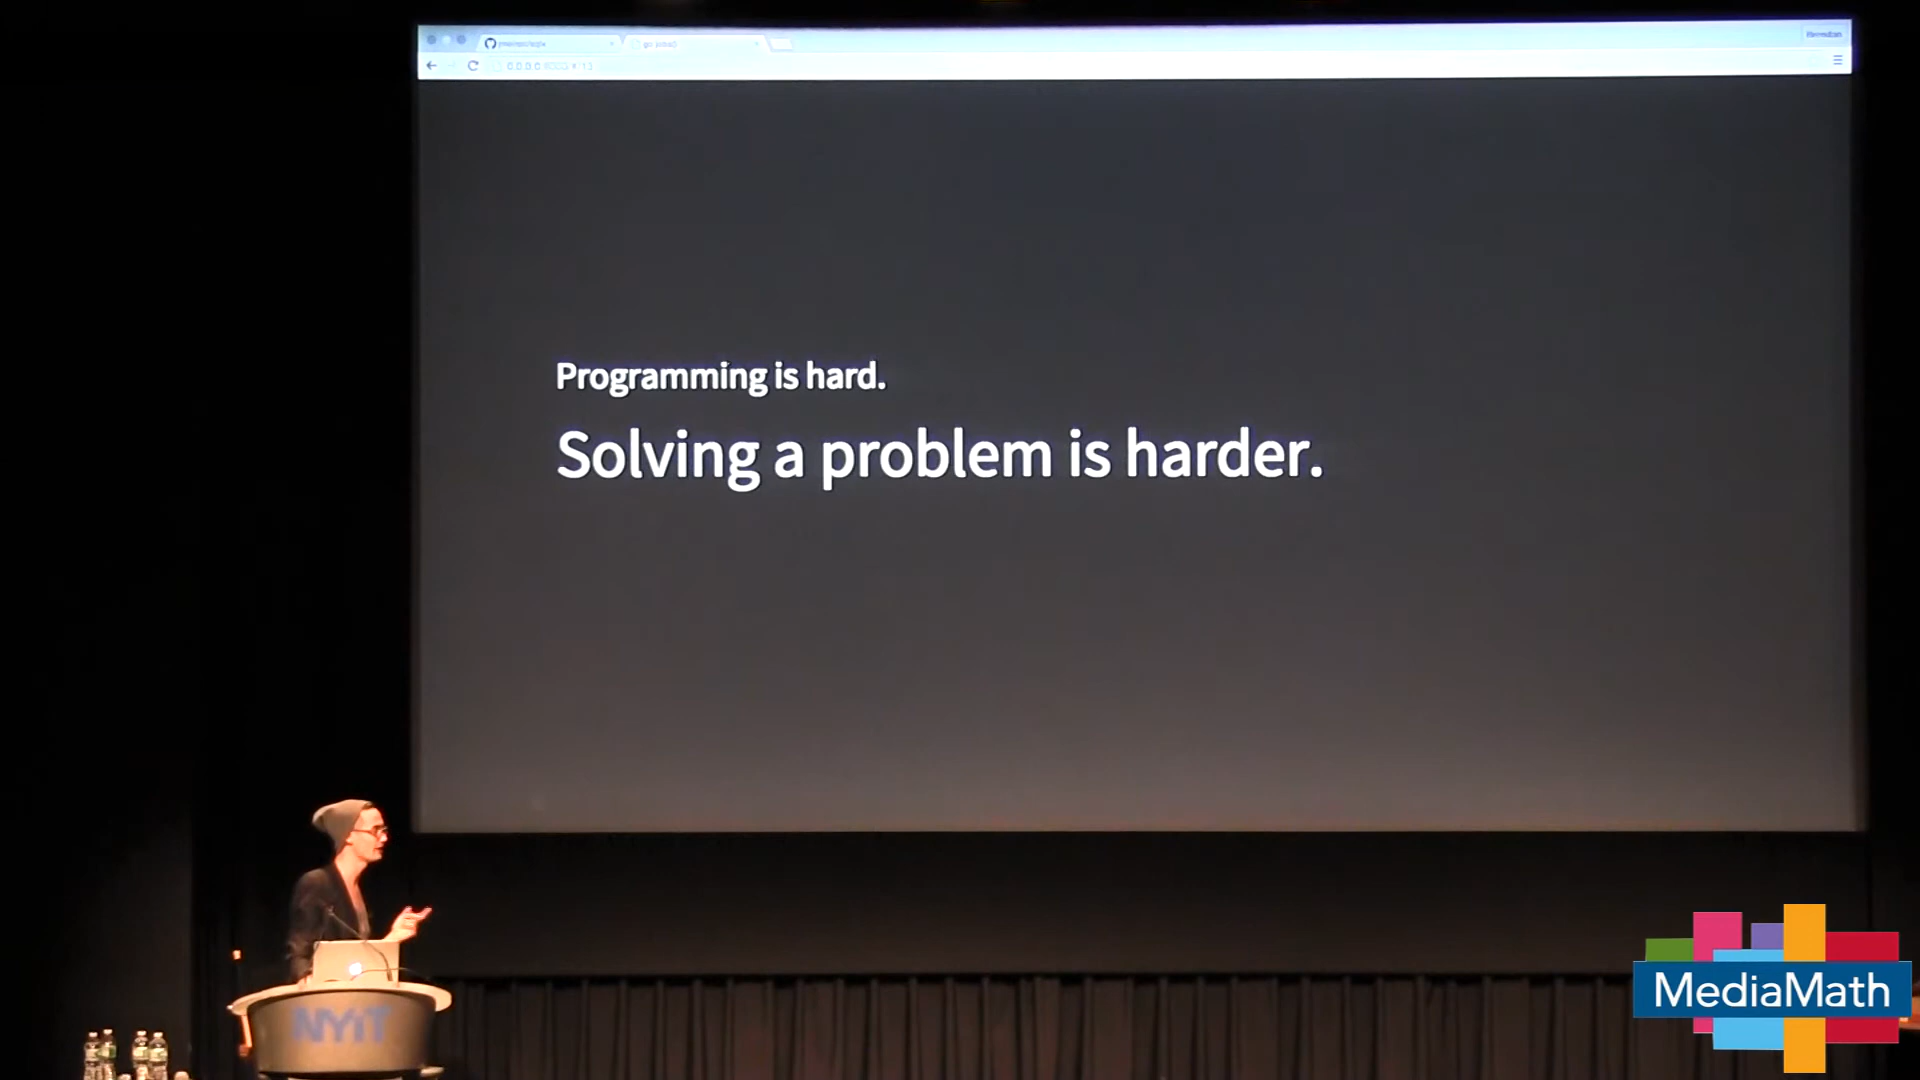 Programming is hard.
Solving a problem is harder.
NYiT
MediaMath